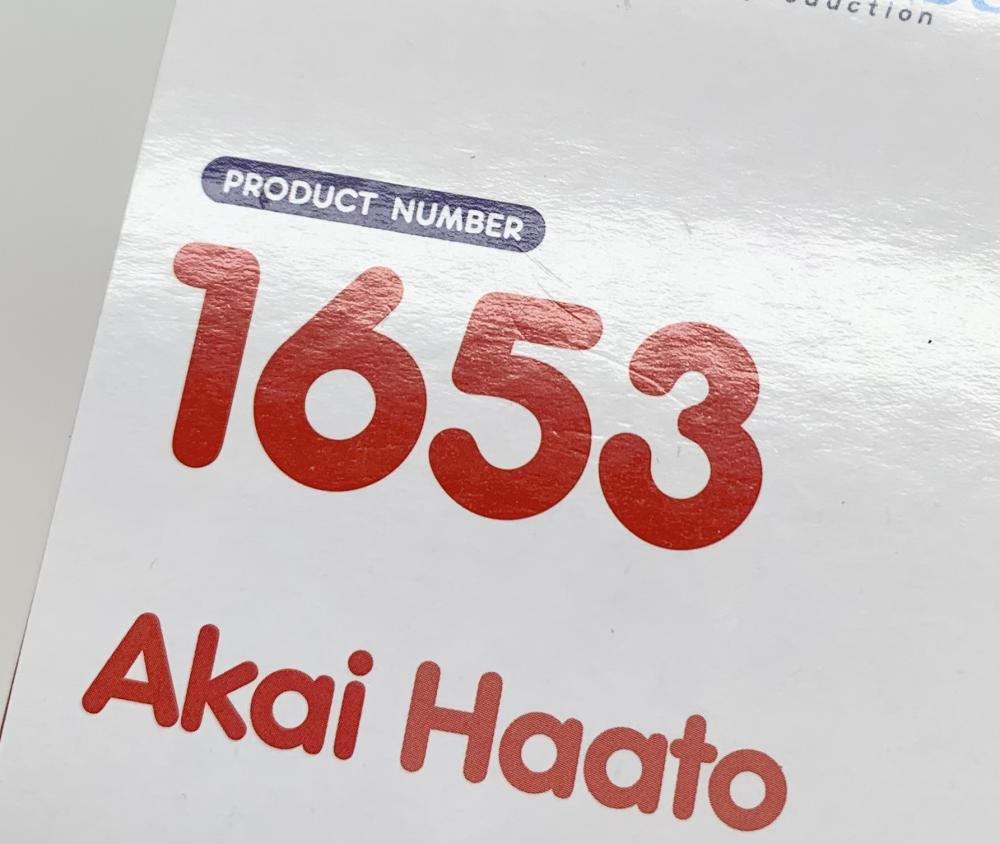 PRODUCT NUMBER
1653
Akai Haato